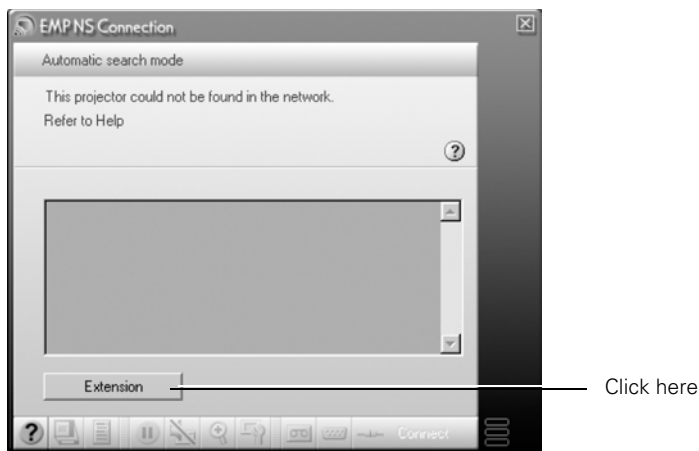 EMP NS Connection
Automatic search mode
This projector could not be found in the network.
Refer to Help
?
Extension
Click here
? Connect